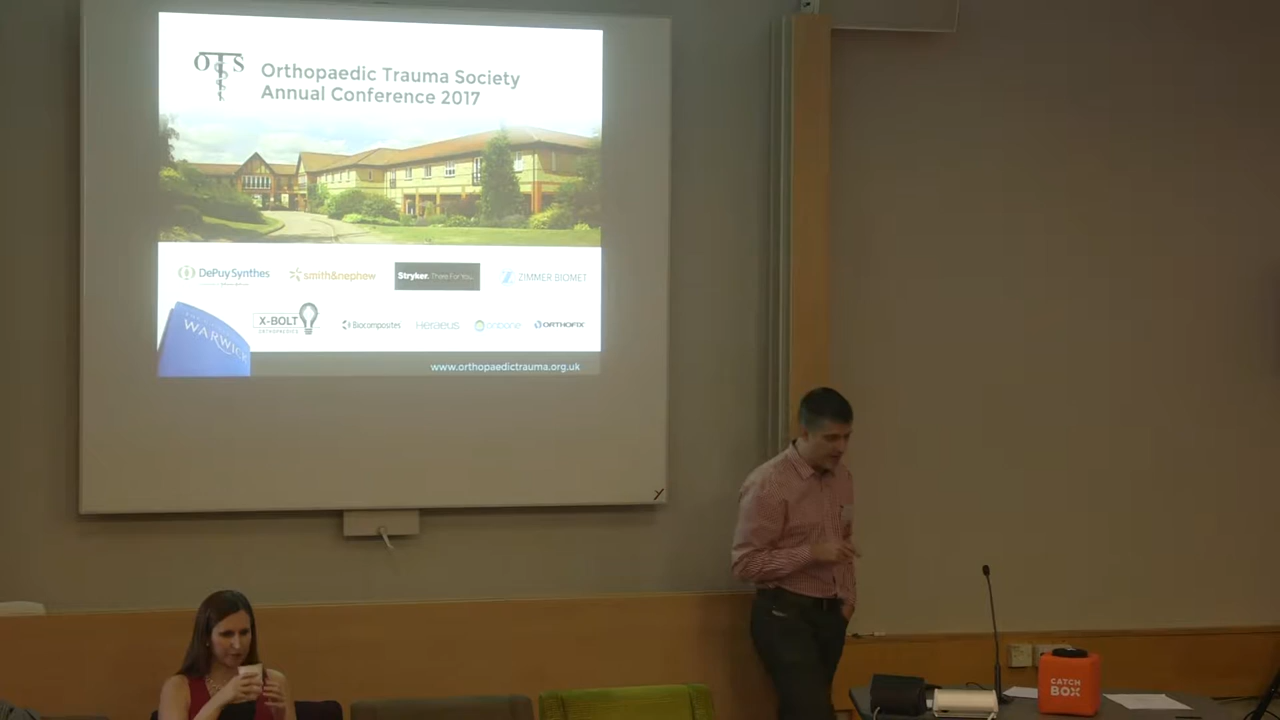 OTS
Orthopaedic Trauma Society
Annual Conference 2017
DePuy Synthes
smith&nephew
Stryker. There For You.
ZIMMER BIOMET
X-BOLT
ORTHOPAEDICS
Biocomposites
Heraeus
ORTHOFIX
WARWICK
www.orthopaedictrauma.org.uk
CATCH
BOX